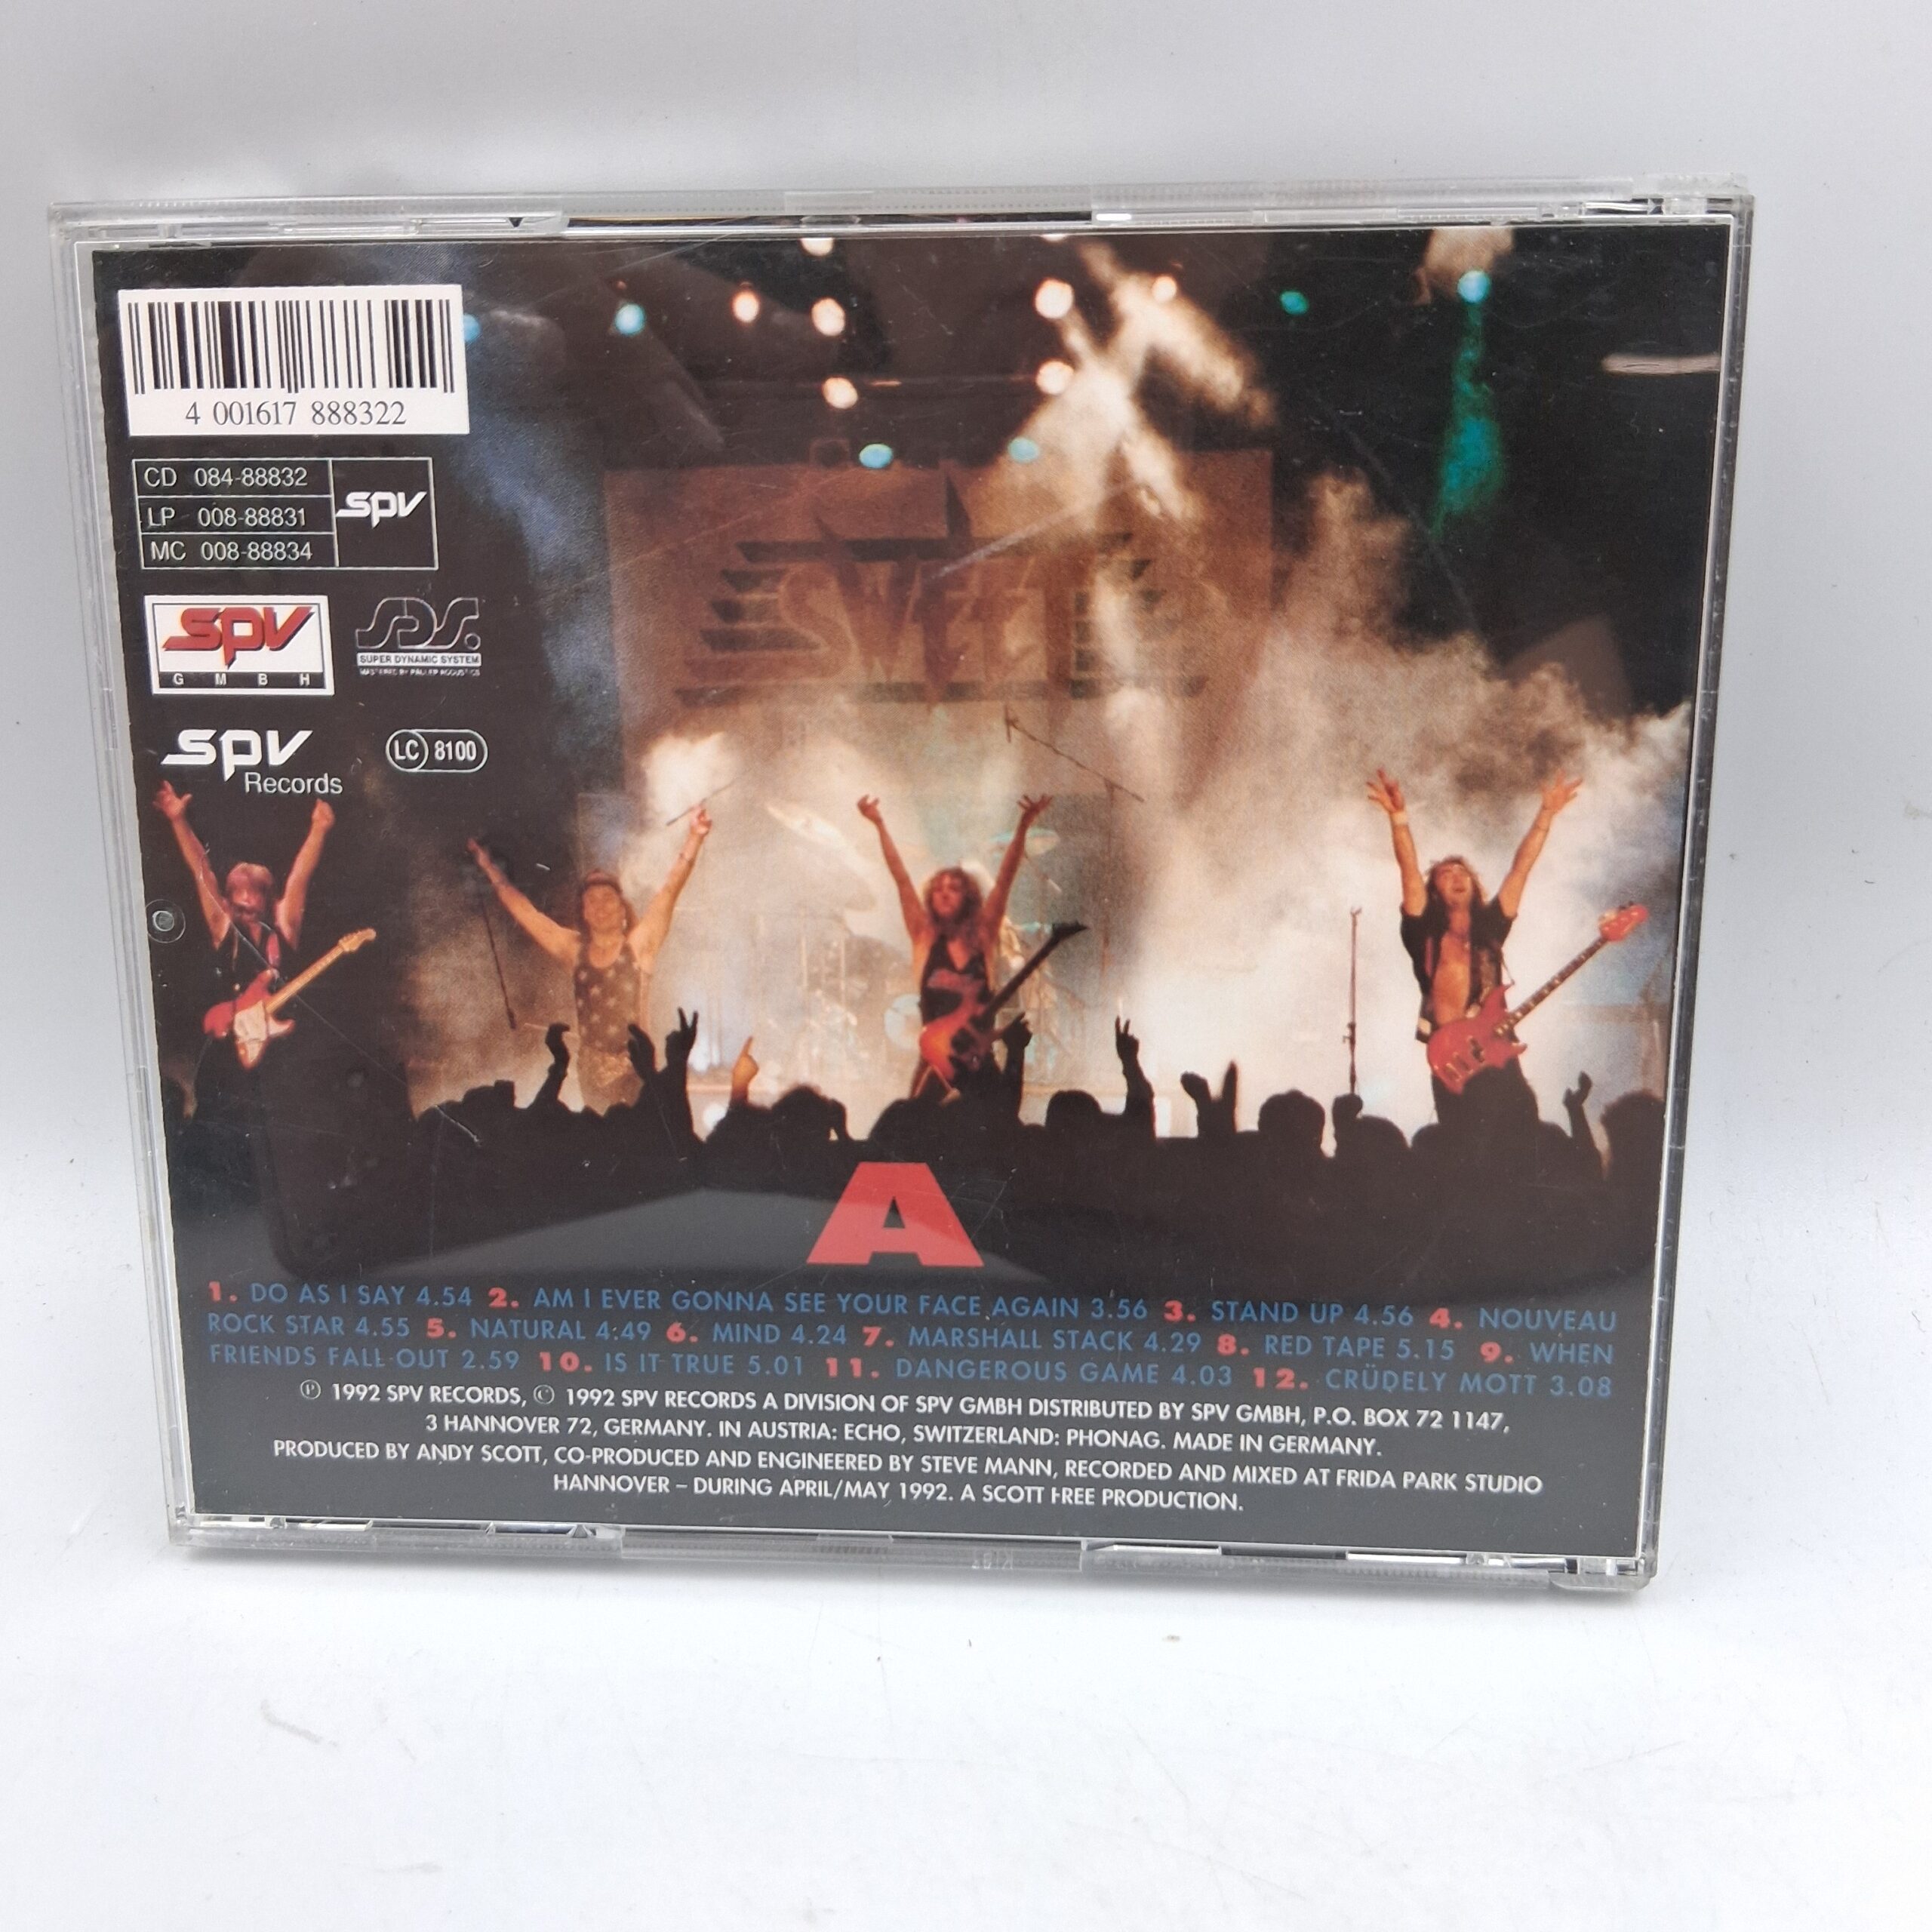 4 001617 888322
CD 084-88832
LP 008-88831
MC 008-88834
spv
spv
G M B H
SDS.
SUPER DYNAMIC SYSTEM
spv
Records
LC 8100
SWEET
A
1. DO AS I SAY 4.54 2. AM I EVER GONNA SEE YOUR FACE AGAIN 3.56 3. STAND UP 4.56 4. NOUVEAU
ROCK STAR 4.55 5. NATURAL 4:49 6. MIND 4.24 7. MARSHALL STACK 4.29 8. RED TAPE 5.15 9. WHEN
FRIENDS FALL OUT 2.59 10. IS IT TRUE 5.01 11. DANGEROUS GAME 4.03 12. CRÜDELY MOTT 3.08
Ⓟ 1992 SPV RECORDS, © 1992 SPV RECORDS A DIVISION OF SPV GMBH DISTRIBUTED BY SPV GMBH, P.O. BOX 72 1147,
3 HANNOVER 72, GERMANY. IN AUSTRIA: ECHO, SWITZERLAND: PHONAG. MADE IN GERMANY.
PRODUCED BY ANDY SCOTT, CO-PRODUCED AND ENGINEERED BY STEVE MANN, RECORDED AND MIXED AT FRIDA PARK STUDIO
HANNOVER – DURING APRIL/MAY 1992. A SCOTT FREE PRODUCTION.